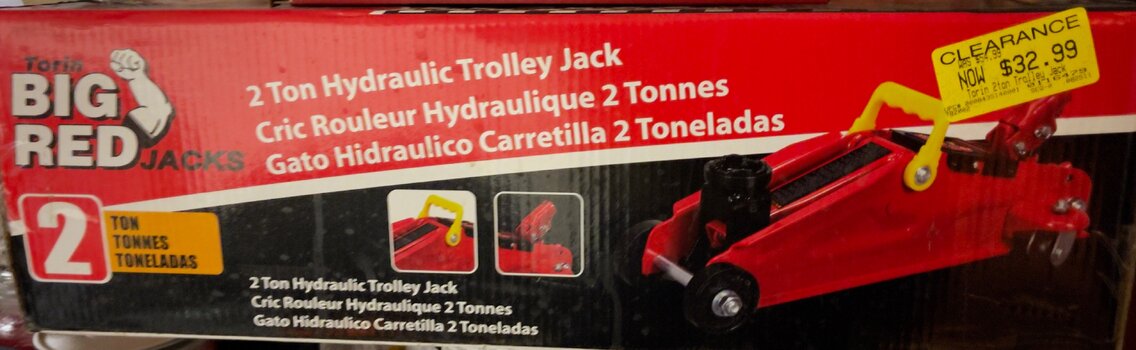 Torin
BIG
RED
JACKS
2 Ton Hydraulic Trolley Jack
Cric Rouleur Hydraulique 2 Tonnes
Gato Hidraulico Carretilla 2 Toneladas
CLEARANCE
NOW $32.99
Torin 2ton Trolley Jack
2
TON
TONNES
TONELADAS
2 Ton Hydraulic Trolley Jack
Cric Rouleur Hydraulique 2 Tonnes
Gato Hidraulico Carretilla 2 Toneladas